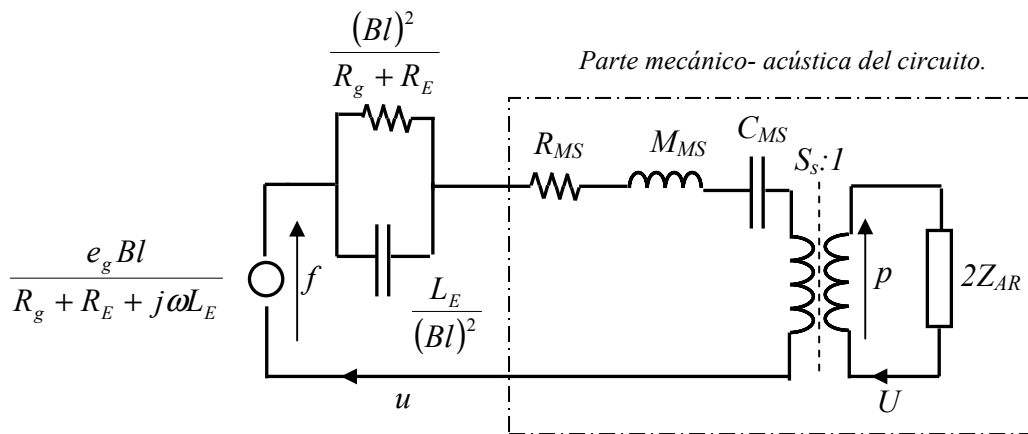 (Bl)²
R_g + R_E
Parte mecánico- acústica del circuito.
R_MS
M_MS
C_MS
S_s:1
e_g Bl
R_g + R_E + jωL_E
f
L_E
(Bl)²
p
2Z_AR
u
U